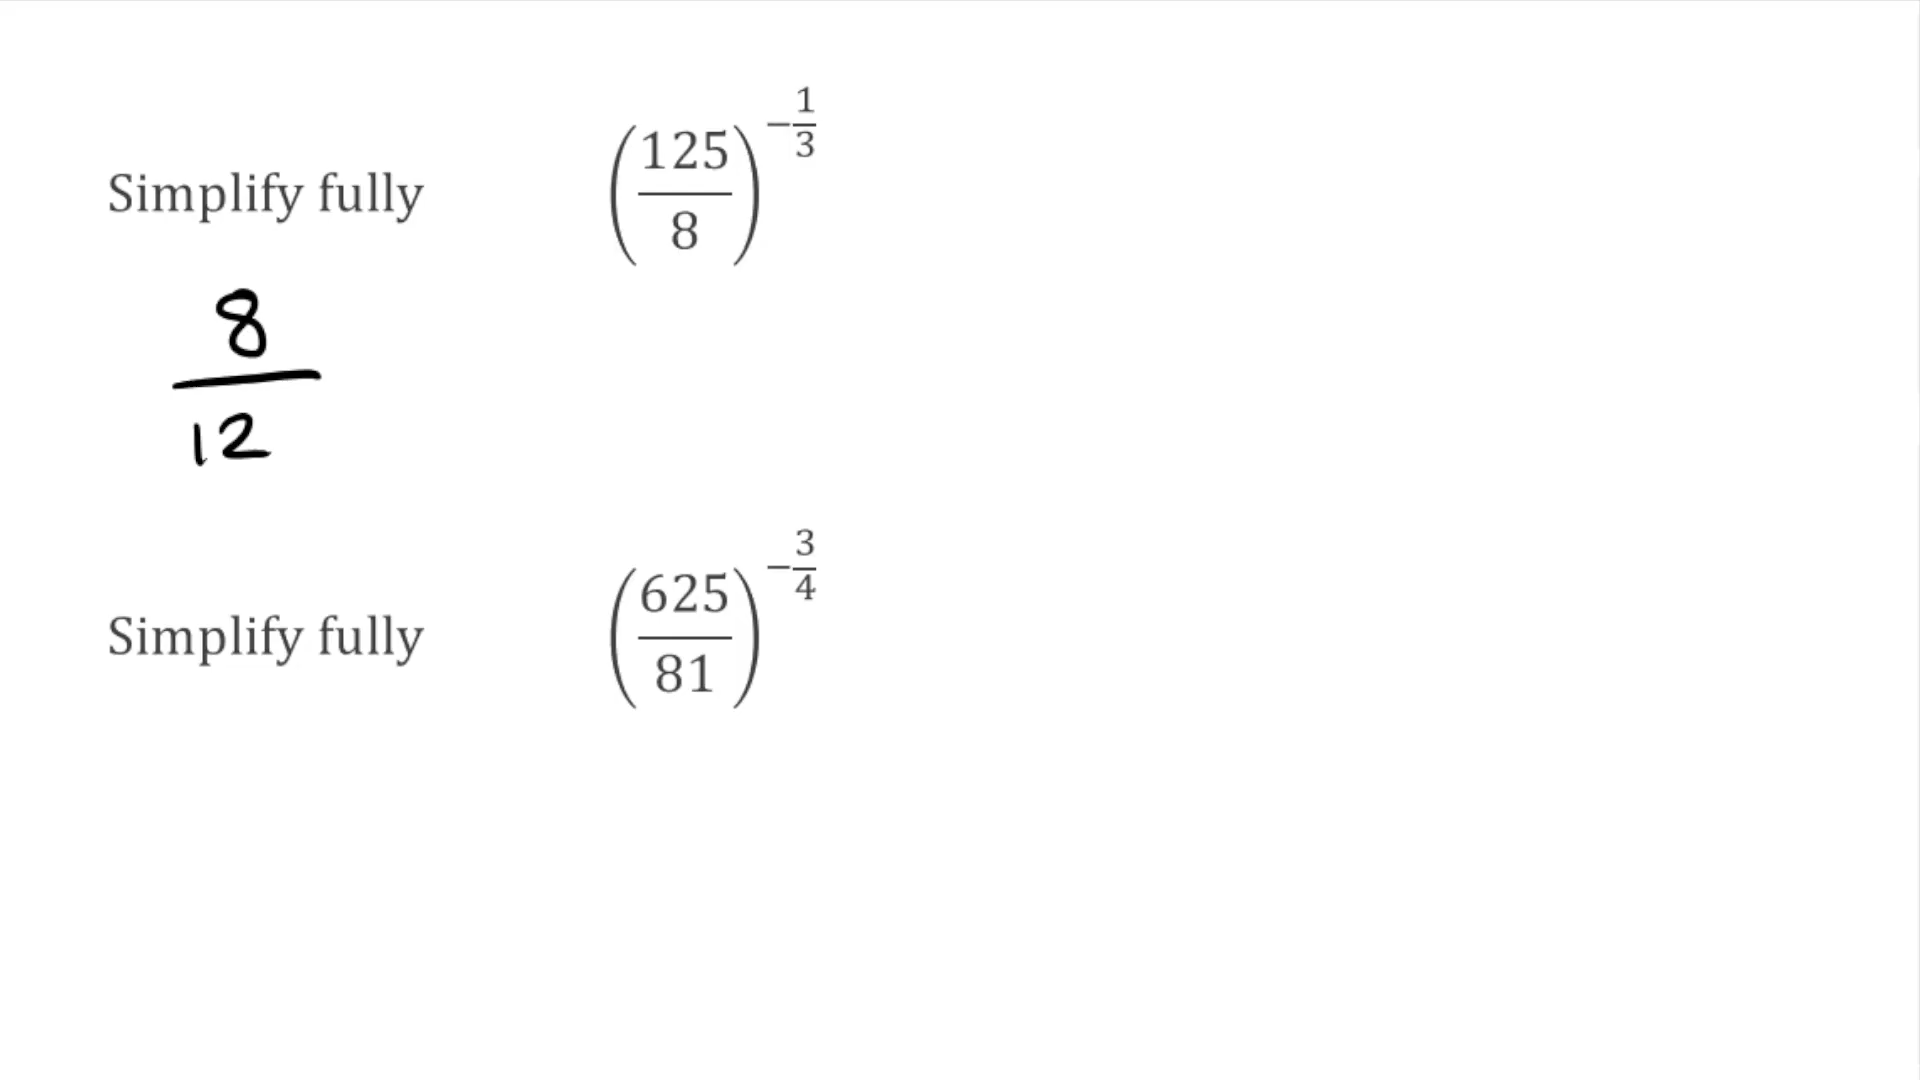 Simplify fully (125/8)^(-1/3)
8
12
Simplify fully (625/81)^(-3/4)